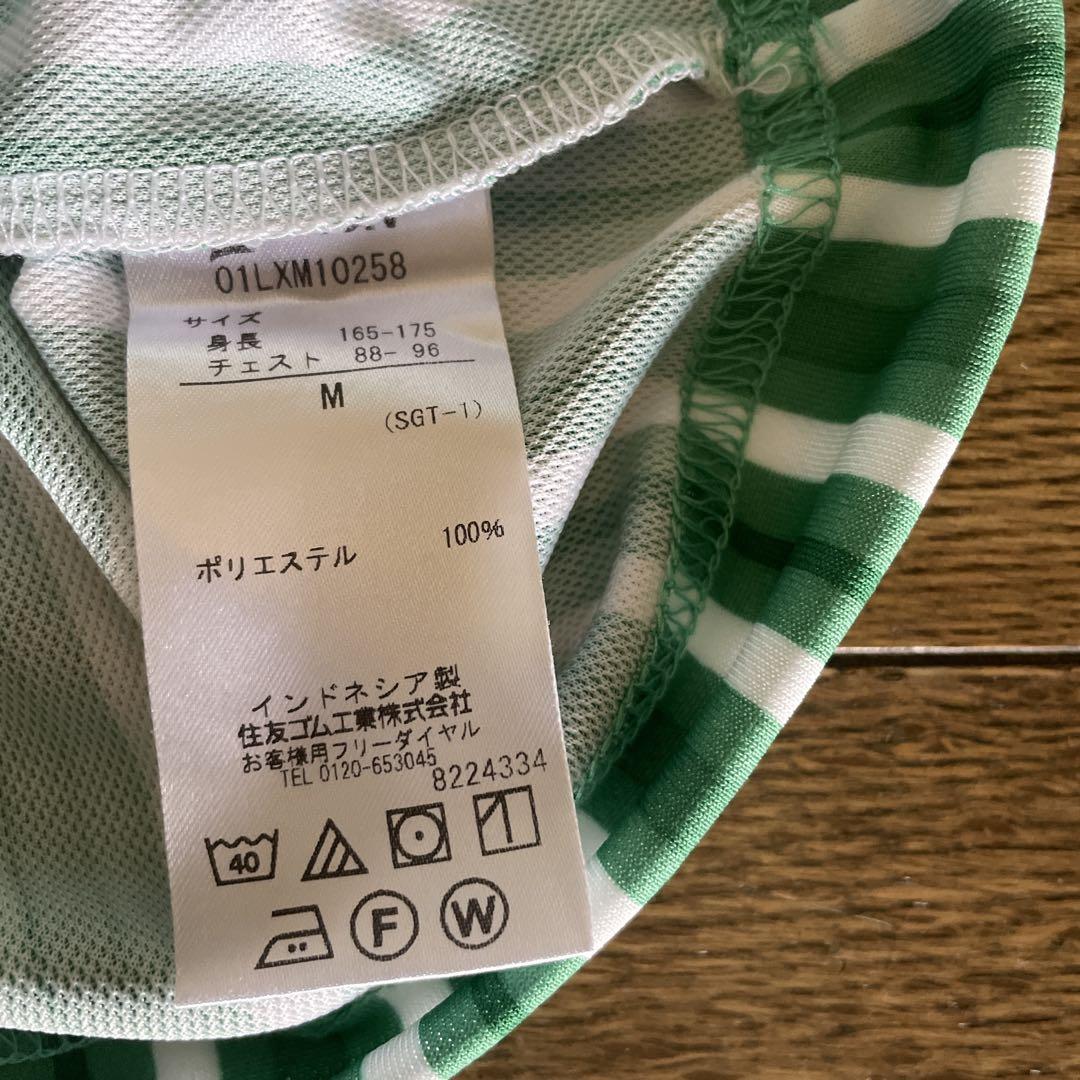 01LXM10258
サイズ
身長 165-175
チェスト 88- 96
M
(SGT-1)
100%
ポリエステル
インドネシア製
住友ゴム工業株式会社
お客様用フリーダイヤル
TEL 0120-653045
8224334
40
F W